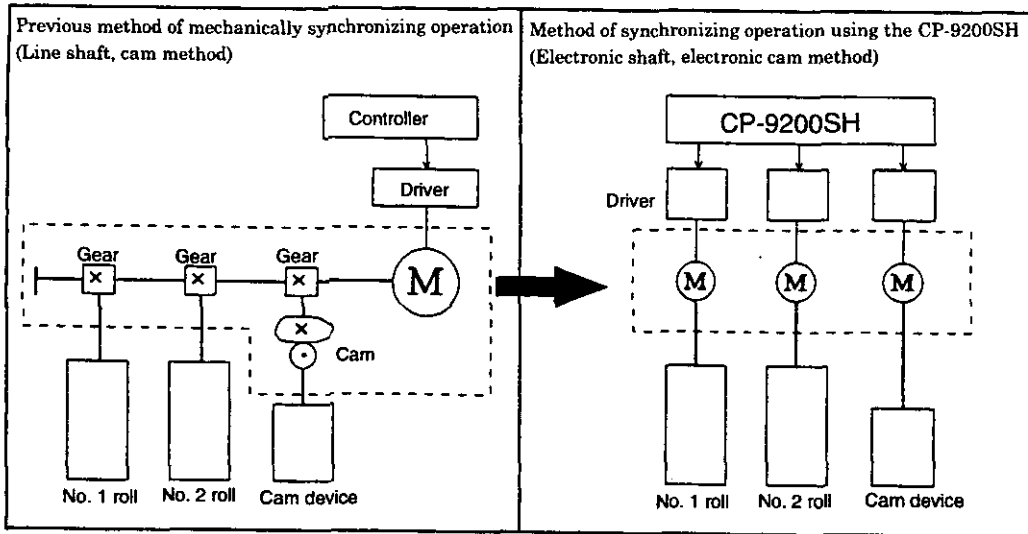 Previous method of mechanically synchronizing operation
(Line shaft, cam method)
Controller
Driver
Gear
Gear
Gear
M
Cam
No. 1 roll
No. 2 roll
Cam device
Method of synchronizing operation using the CP-9200SH
(Electronic shaft, electronic cam method)
CP-9200SH
Driver
M
M
M
No. 1 roll
No. 2 roll
Cam device